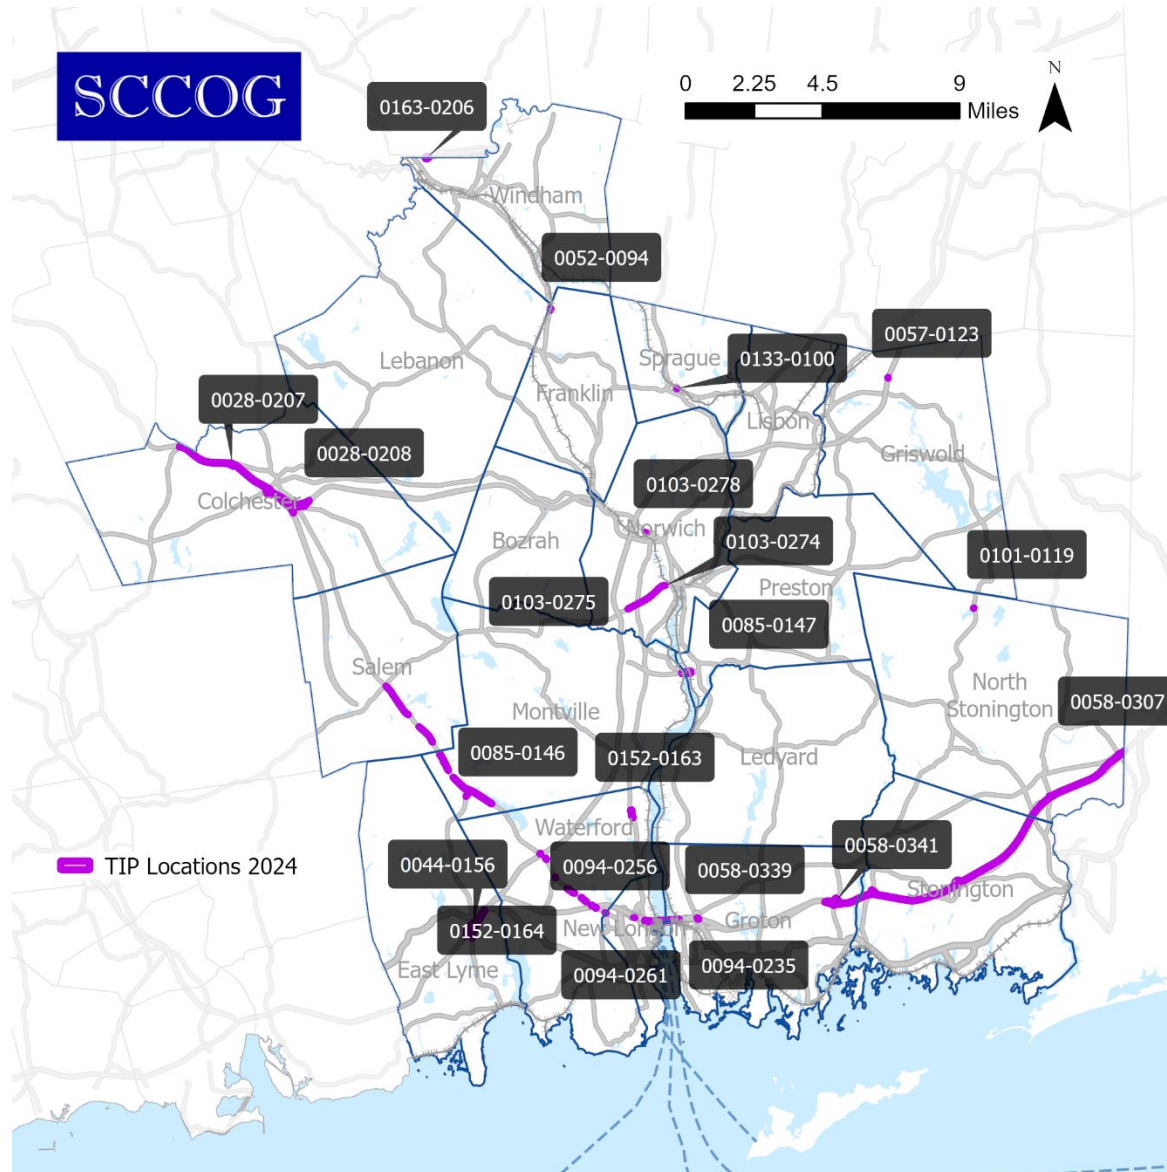 SCCOG
0 2.25 4.5 9
Miles
N
0163-0206
Windham
0052-0094
0057-0123
Lebanon
Sprague
0133-0100
Franklin
Lisbon
0028-0207
0028-0208
Griswold
Colchester
0103-0278
Norwich
Bozrah
0103-0274
0101-0119
Preston
0103-0275
0085-0147
Salem
North
Stonington
0058-0307
Montville
0085-0146
0152-0163
Ledyard
Waterford
0058-0341
TIP Locations 2024
0044-0156
0094-0256
0058-0339
Stonington
0152-0164
New London
Groton
East Lyme
0094-0261
0094-0235